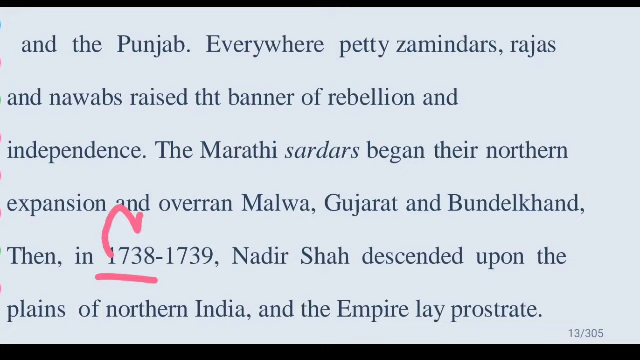 and the Punjab. Everywhere petty zamindars, rajas
and nawabs raised tht banner of rebellion and
independence. The Marathi sardars began their northern
expansion and overran Malwa, Gujarat and Bundelkhand,
Then, in 1738-1739, Nadir Shah descended upon the
plains of northern India, and the Empire lay prostrate.
13/305